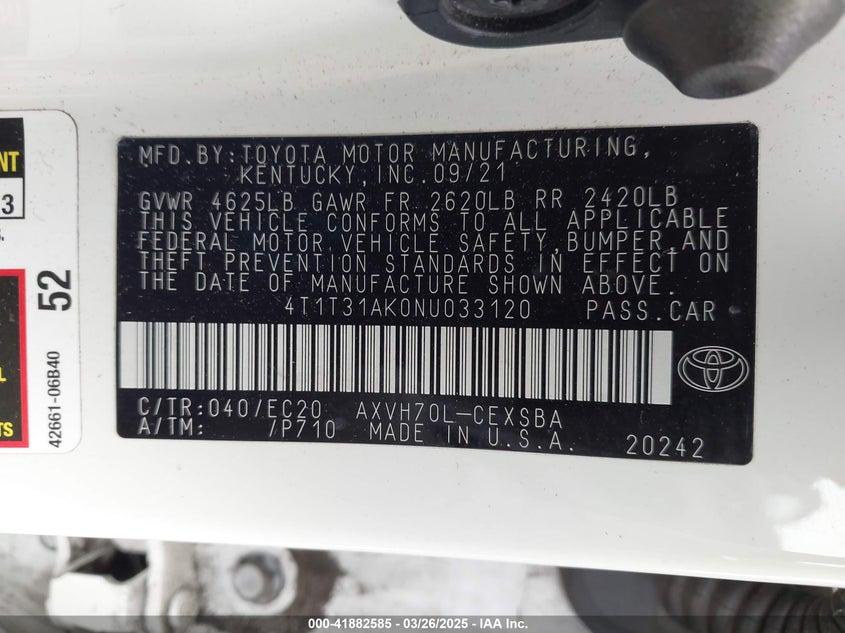 NT
3
S.
52
42661-06B40
L
TS
MFD.BY:TOYOTA MOTOR MANUFACTURING,
KENTUCKY,INC.09/21
GVWR 4625LB GAWR FR 2620LB RR 2420LB
THIS VEHICLE CONFORMS TO ALL APPLICABLE
FEDERAL MOTOR VEHICLE SAFETY,BUMPER,AND
THEFT PREVENTION STANDARDS IN EFFECT ON
THE DATE OF MANUFACTURE SHOWN ABOVE.
4T1T31AK0NU033120 PASS.CAR
C/TR:040/EC20 AXVH70L-CEXSBA
A/TM: /P710 MADE IN U.S.A. 20242
000-41882585 - 03/26/2025 - IAA Inc.